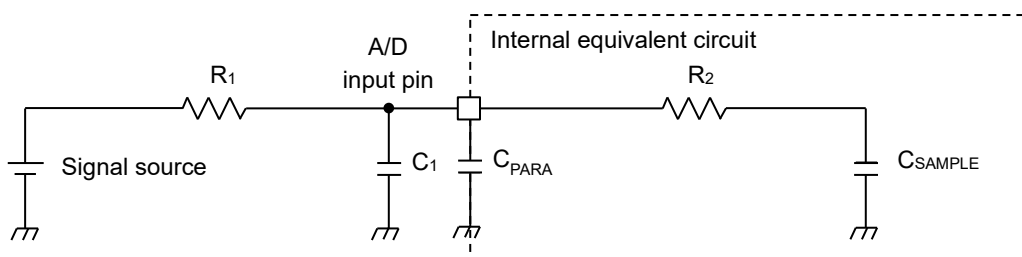 Internal equivalent circuit
A/D
input pin
R1
R2
Signal source
C1
CPARA
CSAMPLE